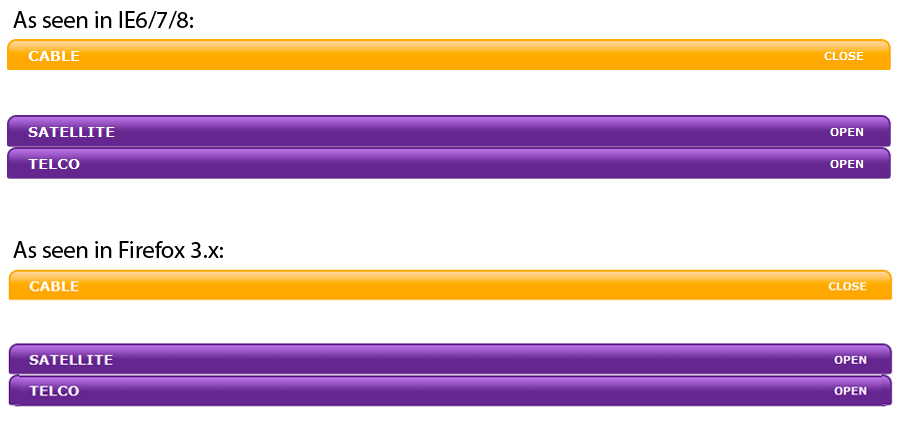 As seen in IE6/7/8:
CABLE CLOSE
SATELLITE OPEN
TELCO OPEN
As seen in Firefox 3.x:
CABLE CLOSE
SATELLITE OPEN
TELCO OPEN